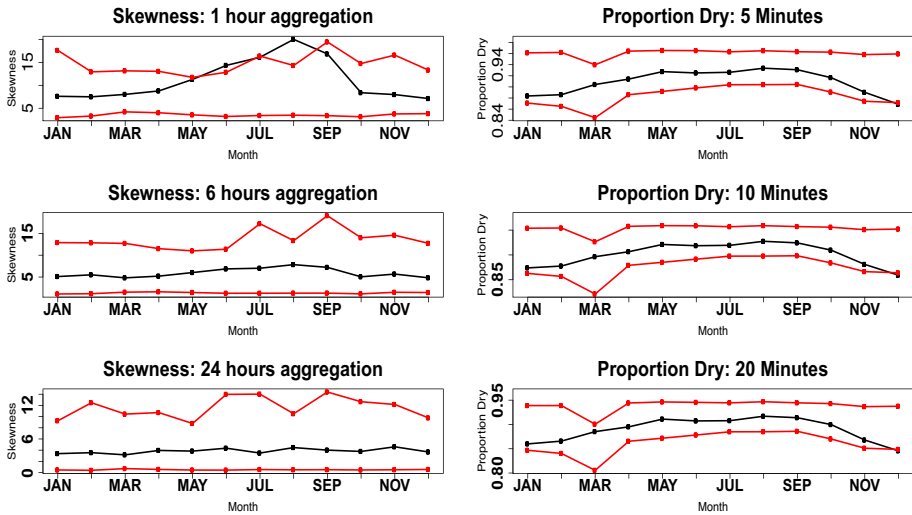 Skewness: 1 hour aggregation
Skewness
5 15
JAN MAR MAY JUL SEP NOV
Month
Proportion Dry: 5 Minutes
Proportion Dry
0.84 0.94
JAN MAR MAY JUL SEP NOV
Month
Skewness: 6 hours aggregation
Skewness
5 15
JAN MAR MAY JUL SEP NOV
Month
Proportion Dry: 10 Minutes
Proportion Dry
0.85
JAN MAR MAY JUL SEP NOV
Month
Skewness: 24 hours aggregation
Skewness
0 6 12
JAN MAR MAY JUL SEP NOV
Month
Proportion Dry: 20 Minutes
Proportion Dry
0.80 0.95
JAN MAR MAY JUL SEP NOV
Month